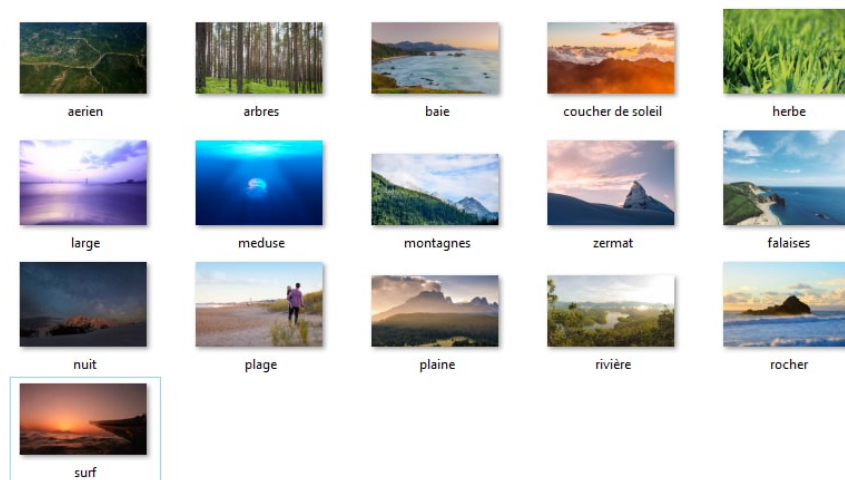 aerien
arbres
baie
coucher de soleil
herbe
large
meduse
montagnes
zermat
falaises
nuit
plage
plaine
rivière
rocher
surf